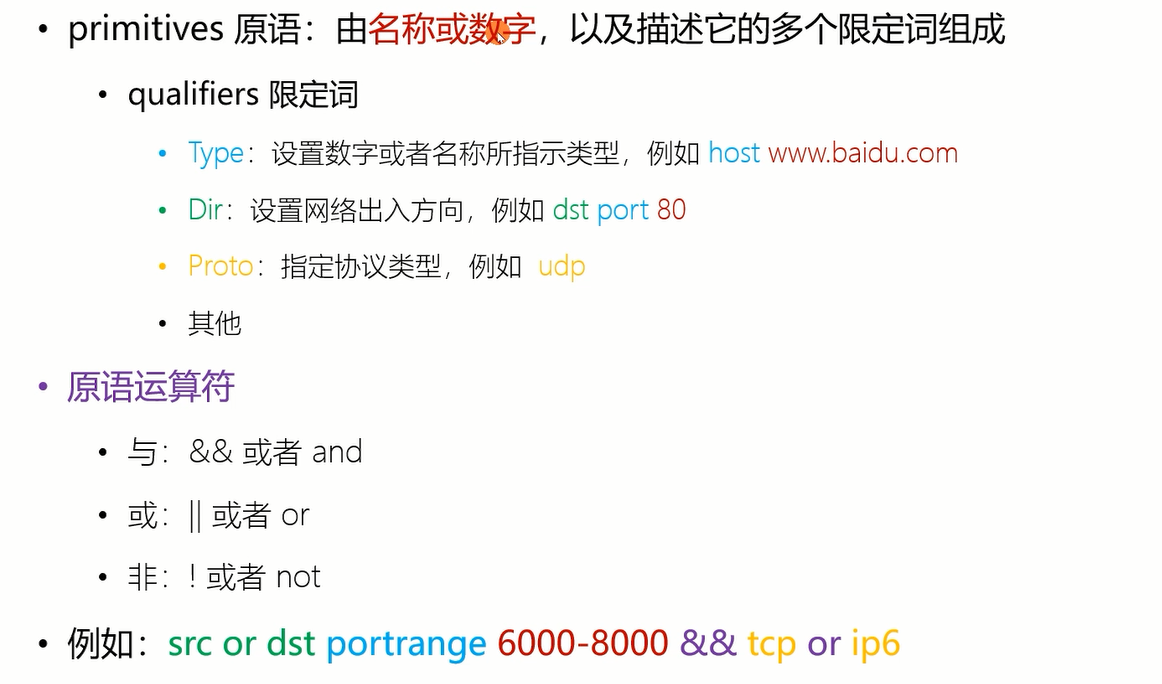 • primitives 原语：由名称或数字，以及描述它的多个限定词组成
• qualifiers 限定词
• Type：设置数字或者名称所指示类型，例如 host www.baidu.com
• Dir：设置网络出入方向，例如 dst port 80
• Proto：指定协议类型，例如 udp
• 其他
• 原语运算符
• 与：&& 或者 and
• 或：|| 或者 or
• 非：! 或者 not
• 例如：src or dst portrange 6000-8000 && tcp or ip6